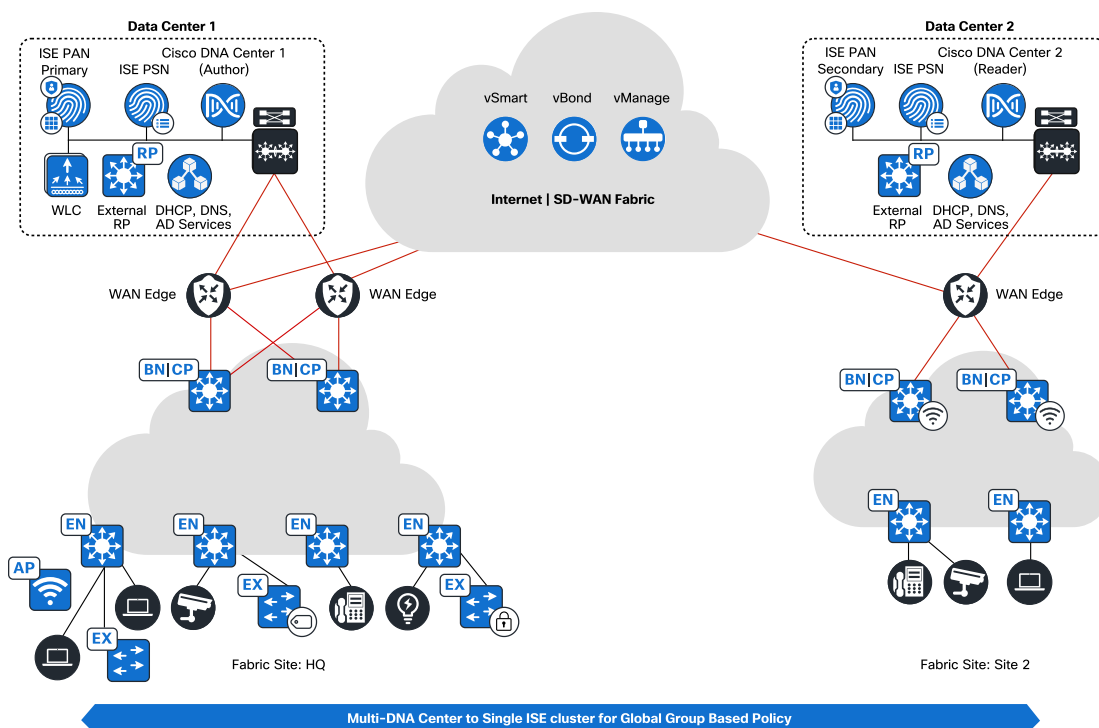 Data Center 1
ISE PAN
Primary
ISE PSN
Cisco DNA Center 1
(Author)
RP
WLC
External
RP
DHCP, DNS,
AD Services
vSmart
vBond
vManage
Internet | SD-WAN Fabric
Data Center 2
ISE PAN
Secondary
ISE PSN
Cisco DNA Center 2
(Reader)
RP
External
RP
DHCP, DNS,
AD Services
WAN Edge
WAN Edge
WAN Edge
BN|CP
BN|CP
BN|CP
BN|CP
EN
EN
EN
EN
EN
EN
AP
EX
EX
EX
Fabric Site: HQ
Fabric Site: Site 2
Multi-DNA Center to Single ISE cluster for Global Group Based Policy